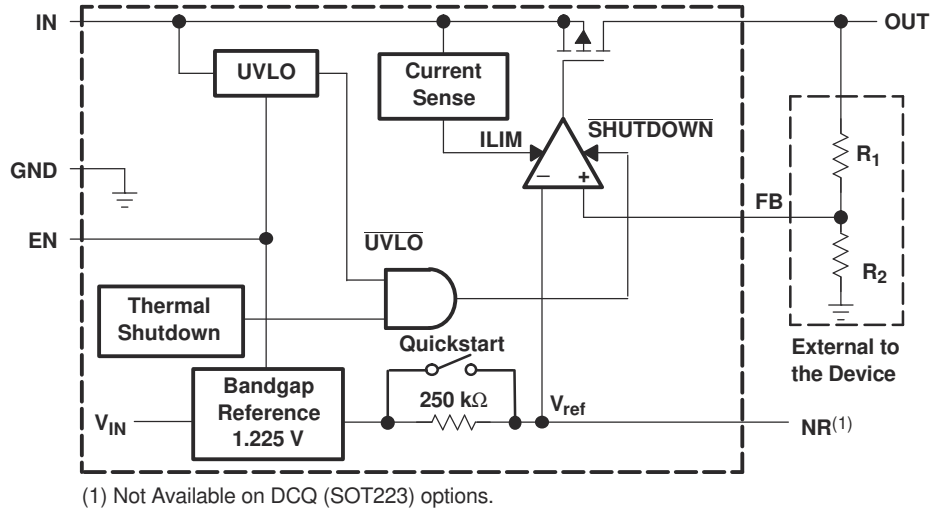 IN
OUT
UVLO
Current
Sense
ILIM
SHUTDOWN
R1
GND
− +
FB
EN
UVLO
R2
Thermal
Shutdown
Quickstart
External to
the Device
Bandgap
Reference
1.225 V
250 kΩ
Vref
VIN
NR(1)
(1) Not Available on DCQ (SOT223) options.